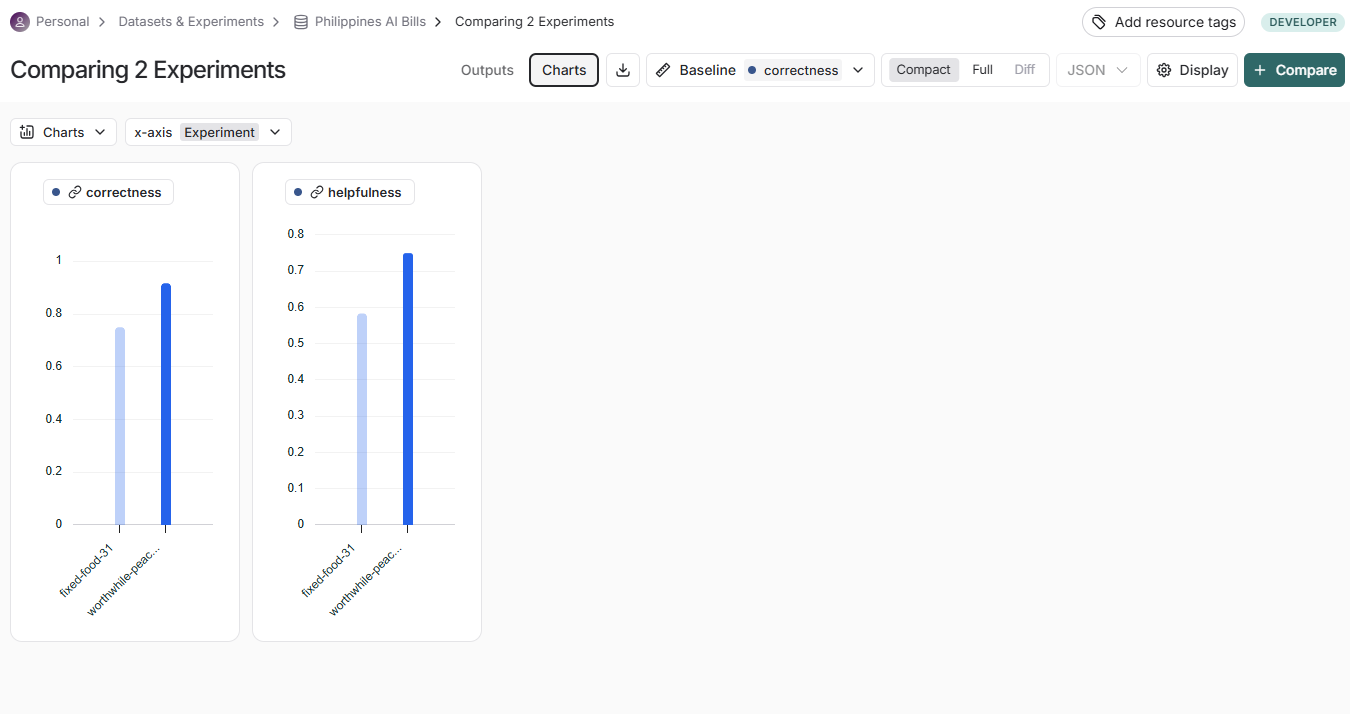 Personal > Datasets & Experiments > Philippines AI Bills > Comparing 2 Experiments
Add resource tags
DEVELOPER
Comparing 2 Experiments
Outputs
Charts
Baseline correctness
Compact Full Diff
JSON
Display
+ Compare
Charts
x-axis Experiment
correctness
1
0.8
0.6
0.4
0.2
0
fixed-food-31
worthwhile-peac...
helpfulness
0.8
0.7
0.6
0.5
0.4
0.3
0.2
0.1
0
fixed-food-31
worthwhile-peac...